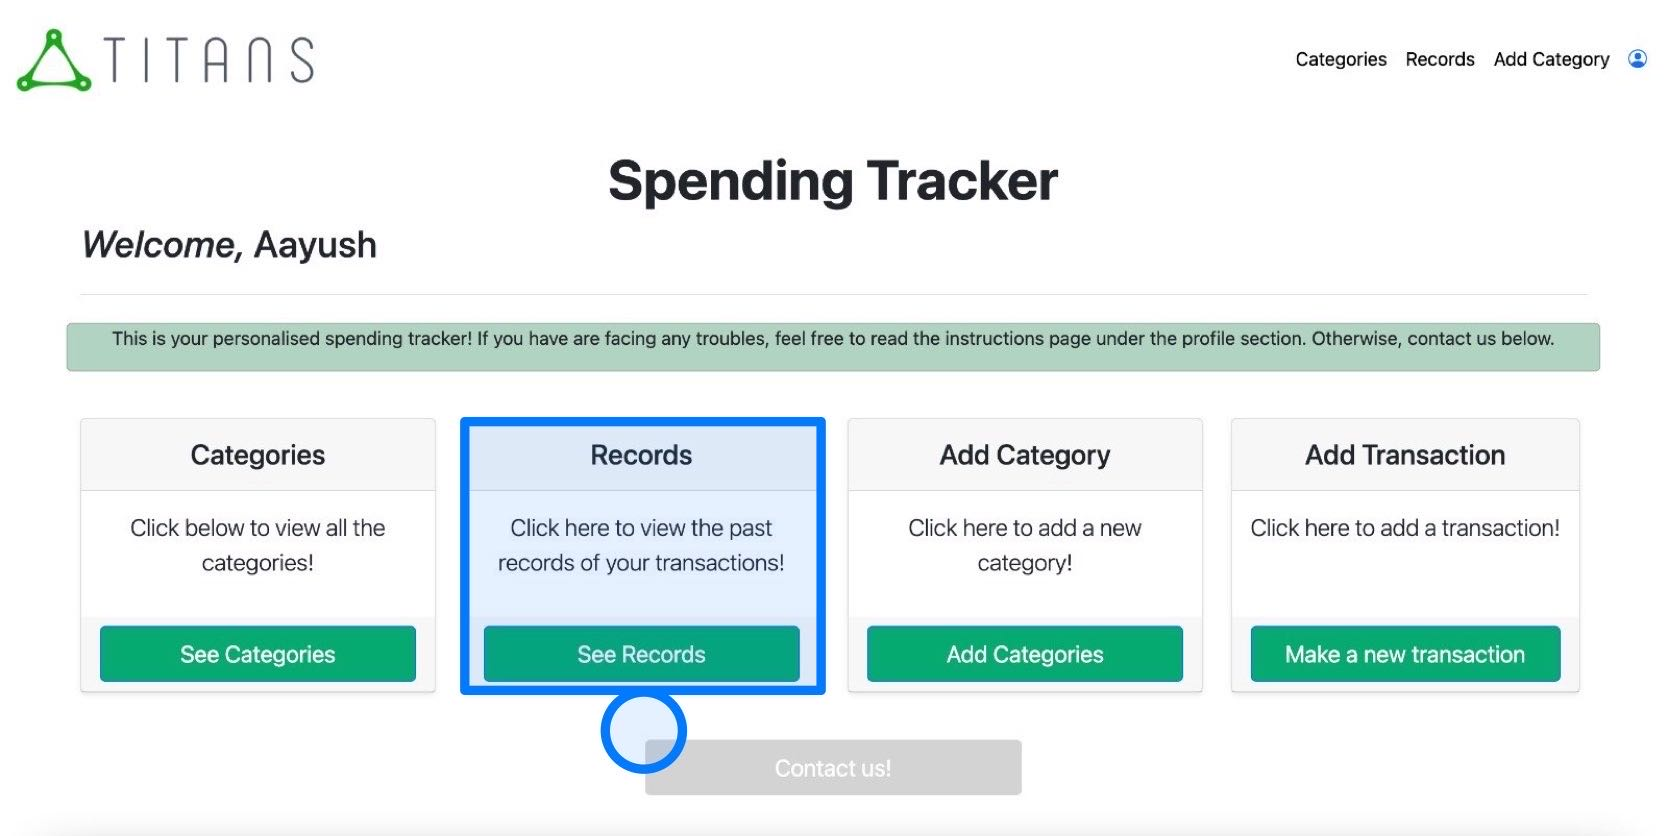 TITANS
Categories Records Add Category
Spending Tracker
Welcome, Aayush
This is your personalised spending tracker! If you have are facing any troubles, feel free to read the instructions page under the profile section. Otherwise, contact us below.
Categories
Click below to view all the
categories!
See Categories
Records
Click here to view the past
records of your transactions!
See Records
Add Category
Click here to add a new
category!
Add Categories
Add Transaction
Click here to add a transaction!
Make a new transaction
Contact us!